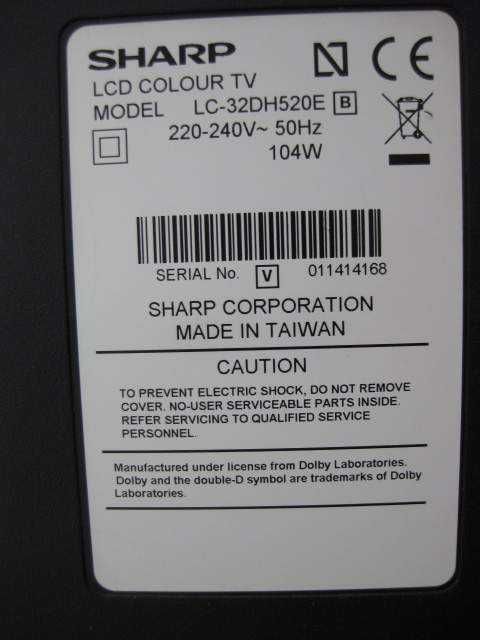 SHARP
LCD COLOUR TV
MODEL LC-32DH520E B
220-240V~ 50Hz
104W
SERIAL No. V 011414168
SHARP CORPORATION
MADE IN TAIWAN
CAUTION
TO PREVENT ELECTRIC SHOCK, DO NOT REMOVE
COVER. NO-USER SERVICEABLE PARTS INSIDE.
REFER SERVICING TO QUALIFIED SERVICE
PERSONNEL.
Manufactured under license from Dolby Laboratories.
Dolby and the double-D symbol are trademarks of Dolby
Laboratories.